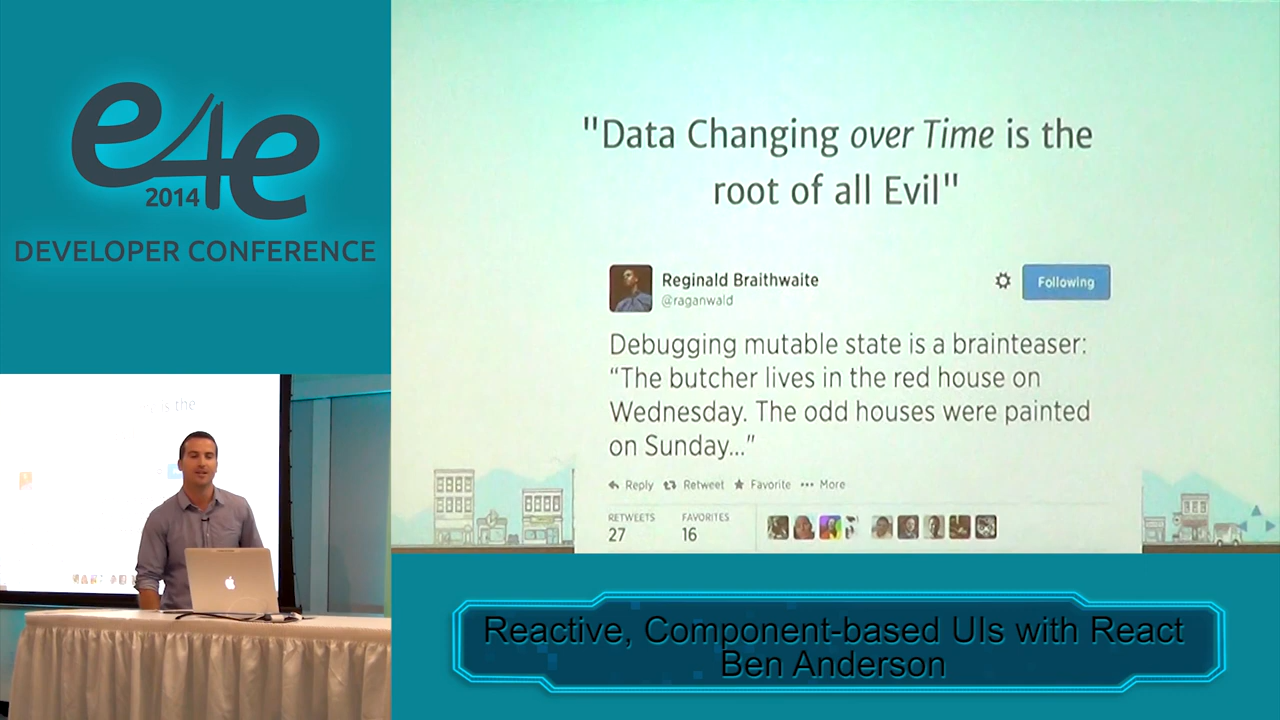 e4e
2014
DEVELOPER CONFERENCE
"Data Changing over Time is the
root of all Evil"
Reginald Braithwaite
@raganwald
Following
Debugging mutable state is a brainteaser:
“The butcher lives in the red house on
Wednesday. The odd houses were painted
on Sunday...”
Reply Retweet Favorite More
RETWEETS FAVORITES
27 16
is the
Reactive, Component-based UIs with React
Ben Anderson